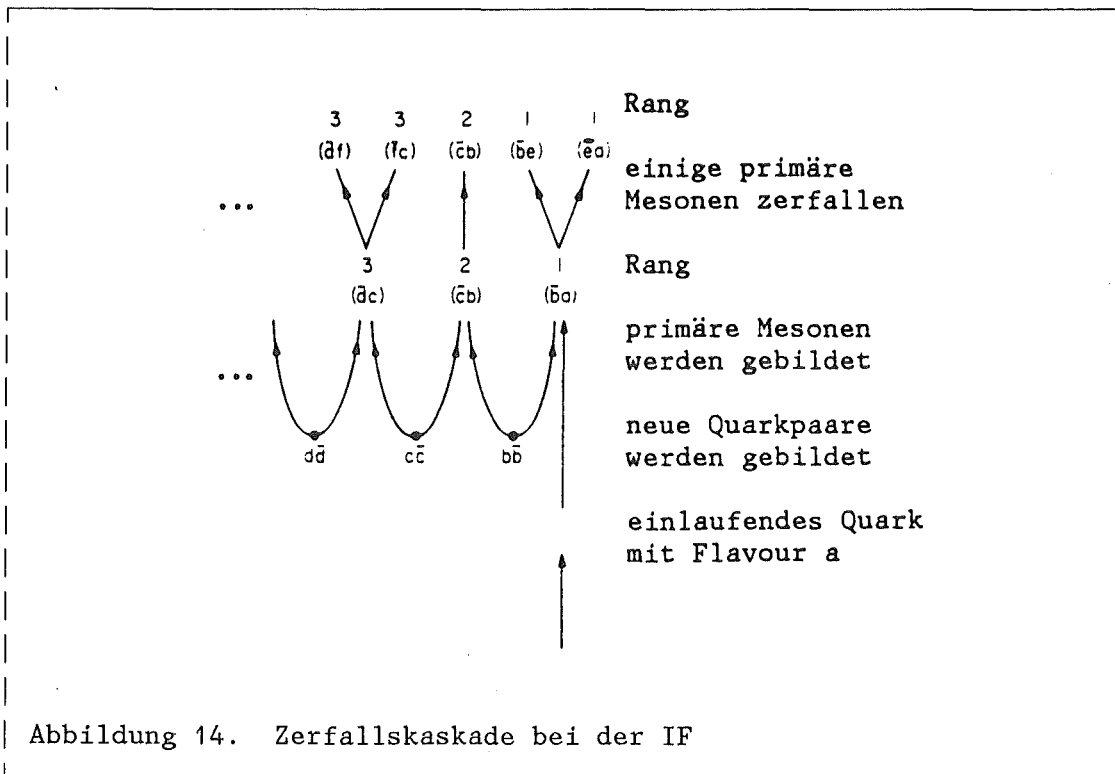 3 3 2 1 1 Rang
(d̄f) (f̄c) (c̄b) (b̄e) (ēa)
einige primäre
Mesonen zerfallen
...
3 2 1 Rang
(d̄c) (c̄b) (b̄a)
primäre Mesonen
werden gebildet
...
neue Quarkpaare
dd̄ cc̄ bb̄ werden gebildet
einlaufendes Quark
mit Flavour a
Abbildung 14. Zerfallskaskade bei der IF